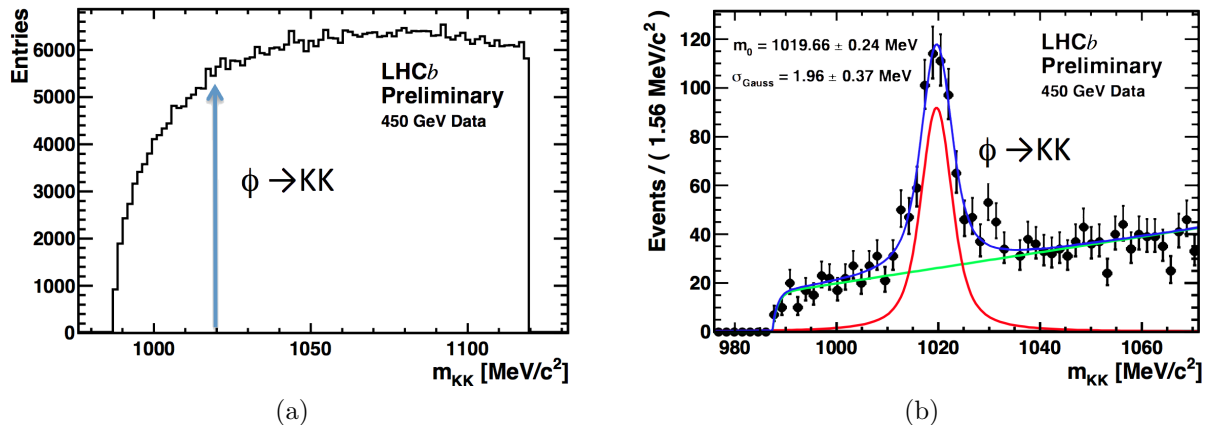 Entries
6000
5000
4000
3000
2000
1000
0
LHCb
Preliminary
450 GeV Data
ϕ →KK
1000
1050
1100
m_KK [MeV/c²]
(a)
Events / ( 1.56 MeV/c² )
120
100
80
60
40
20
0
m₀ = 1019.66 ± 0.24 MeV
σ_Gauss = 1.96 ± 0.37 MeV
LHCb
Preliminary
450 GeV Data
ϕ →KK
980
1000
1020
1040
1060
m_KK [MeV/c²]
(b)